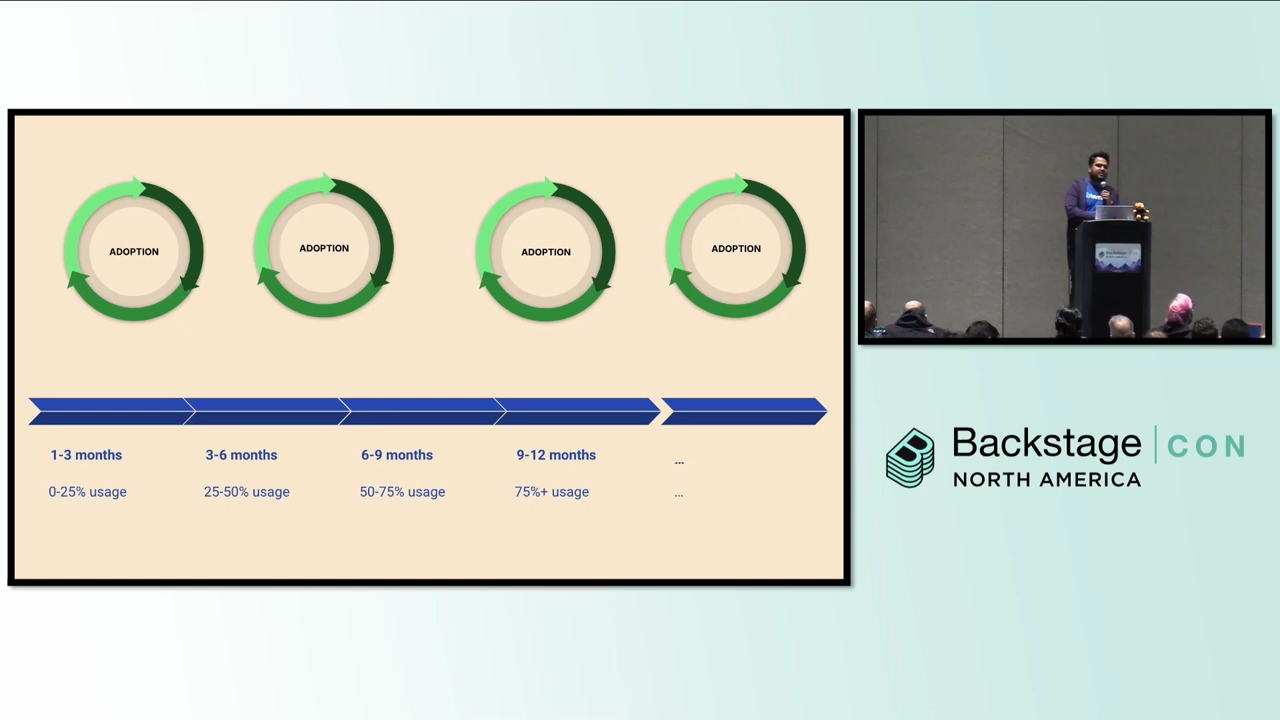 ADOPTION
ADOPTION
ADOPTION
ADOPTION
1-3 months
3-6 months
6-9 months
9-12 months
...
0-25% usage
25-50% usage
50-75% usage
75%+ usage
...
Backstage CON
NORTH AMERICA